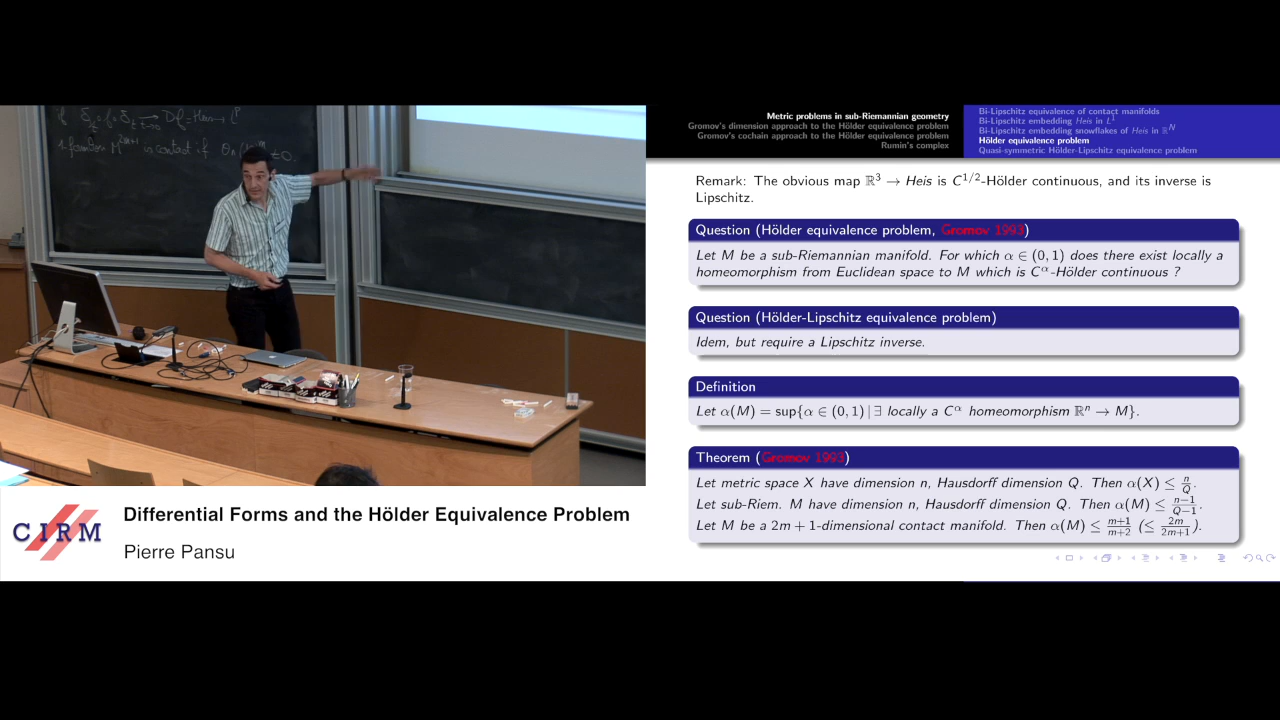 Metric problems in sub-Riemannian geometry
Gromov's dimension approach to the Hölder equivalence problem
Gromov's cochain approach to the Hölder equivalence problem
Rumin's complex
Bi-Lipschitz equivalence of contact manifolds
Bi-Lipschitz embedding Heis in L¹
Bi-Lipschitz embedding snowflakes of Heis in ℝᴺ
Hölder equivalence problem
Quasi-symmetric Hölder-Lipschitz equivalence problem
Remark: The obvious map ℝ³ → Heis is C^{1/2}-Hölder continuous, and its inverse is
Lipschitz.
Question (Hölder equivalence problem, Gromov 1993)
Let M be a sub-Riemannian manifold. For which α ∈ (0, 1) does there exist locally a
homeomorphism from Euclidean space to M which is C^α-Hölder continuous ?
Question (Hölder-Lipschitz equivalence problem)
Idem, but require a Lipschitz inverse.
Definition
Let α(M) = sup{α ∈ (0, 1) | ∃ locally a C^α homeomorphism ℝⁿ → M}.
Theorem (Gromov 1993)
Let metric space X have dimension n, Hausdorff dimension Q. Then α(X) ≤ n/Q.
Let sub-Riem. M have dimension n, Hausdorff dimension Q. Then α(M) ≤ (n−1)/(Q−1).
Let M be a 2m + 1-dimensional contact manifold. Then α(M) ≤ (m+1)/(m+2) (≤ 2m/(2m+1)).
CIRM
Differential Forms and the Hölder Equivalence Problem
Pierre Pansu